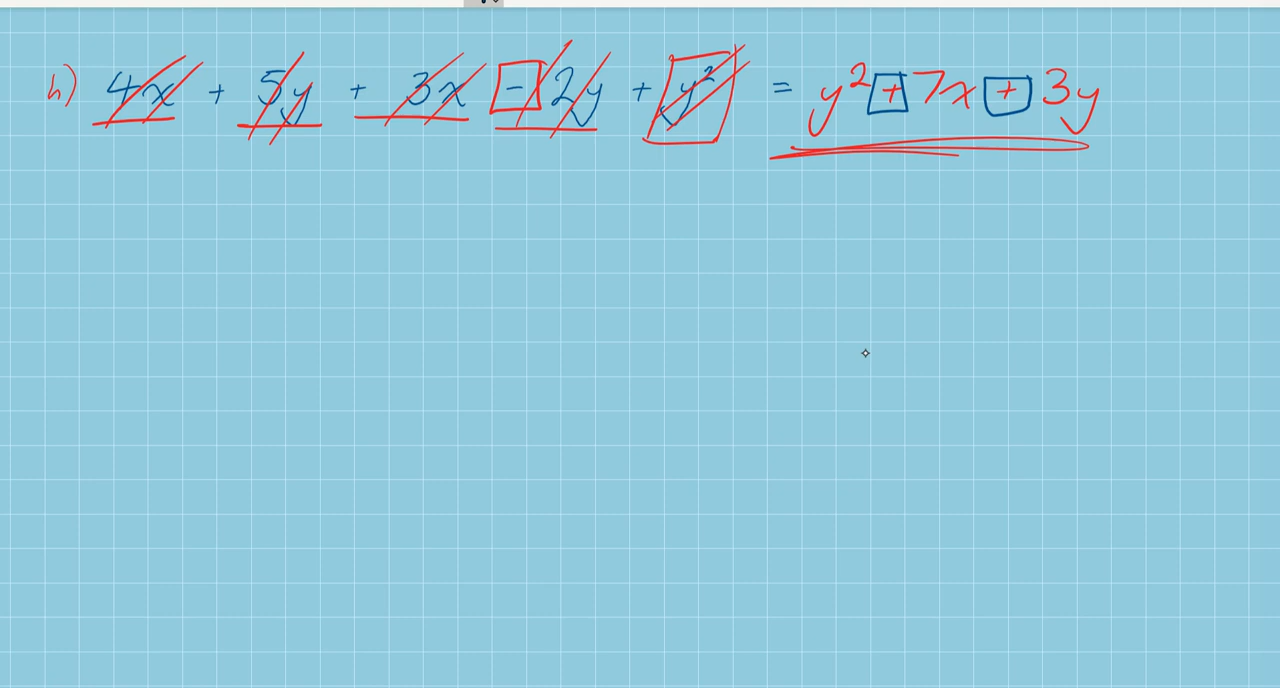 h) 4x + 5y + 3x - 2y + y² = y² + 7x + 3y